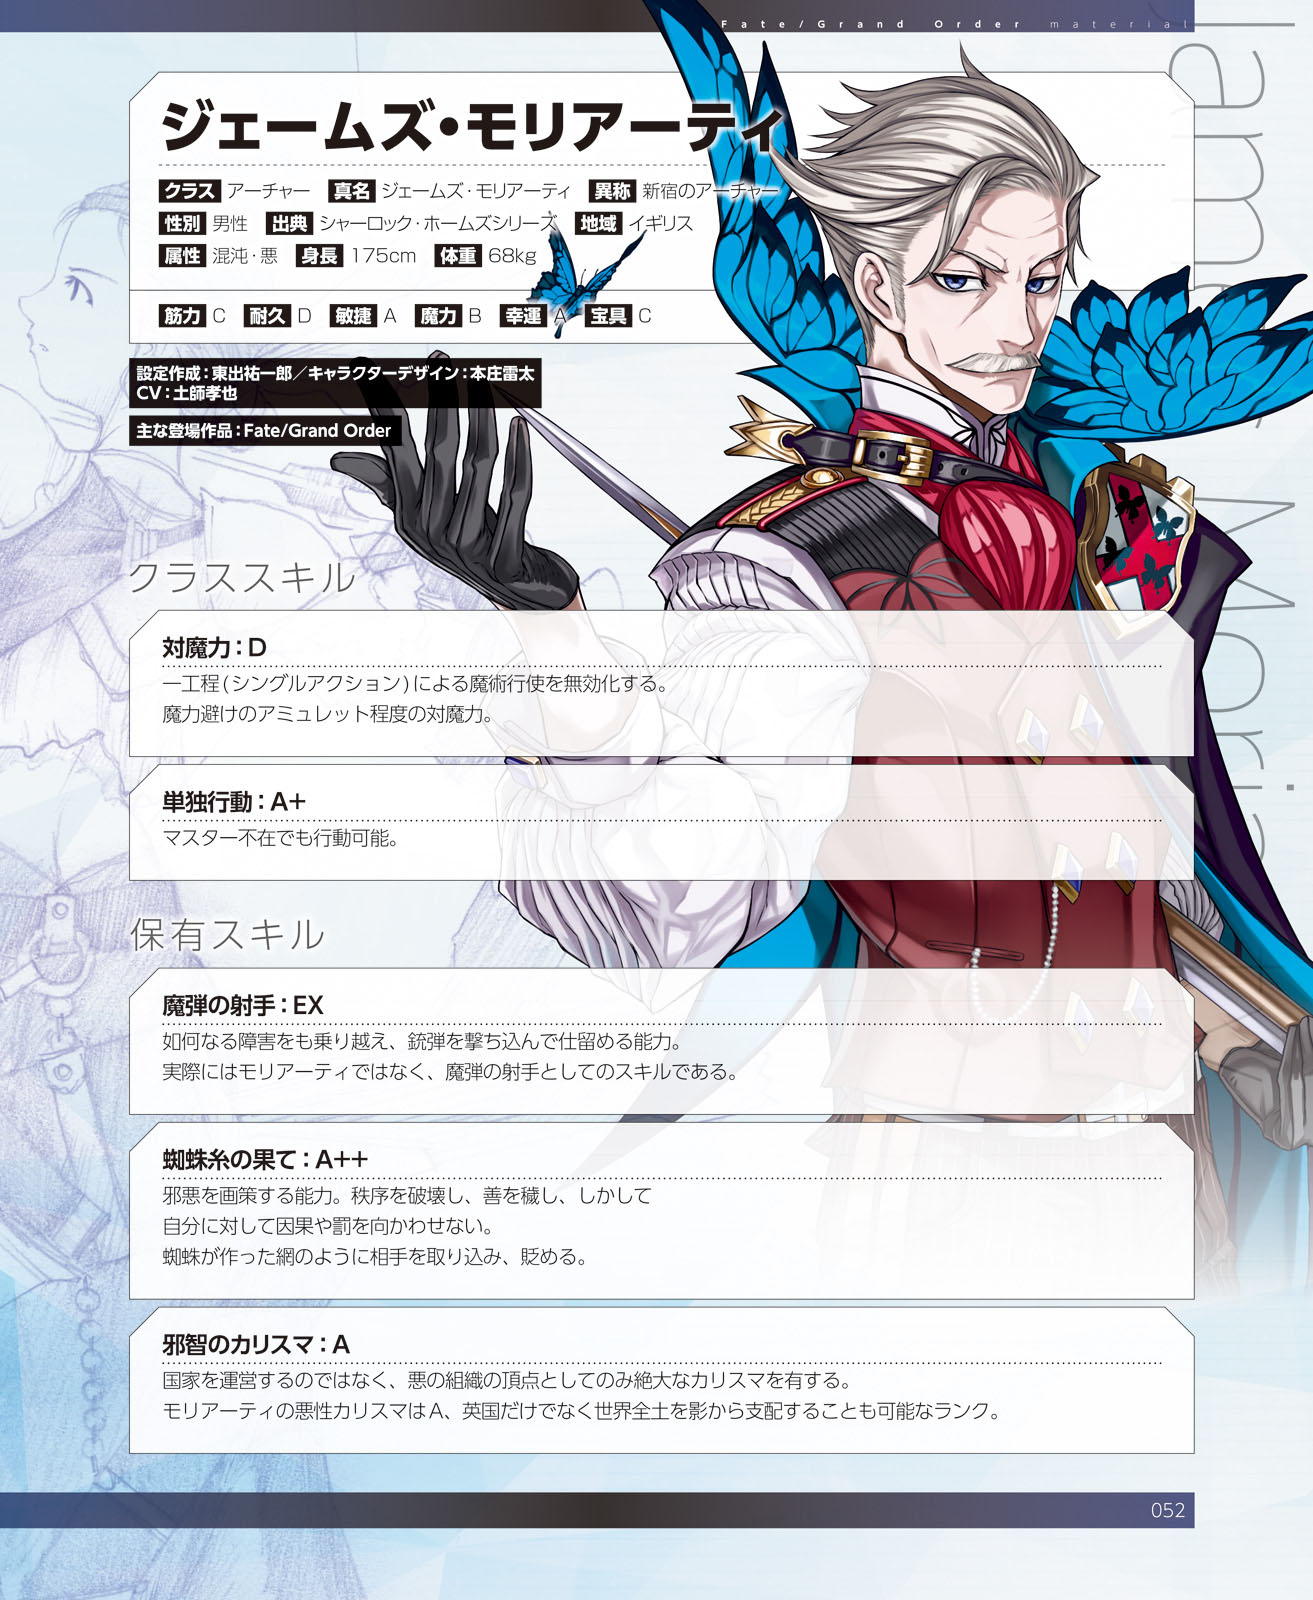 Fate/Grand Order material
ジェームズ・モリアーティ
クラス アーチャー 真名 ジェームズ・モリアーティ 異称 新宿のアーチャー
性別 男性 出典 シャーロック・ホームズシリーズ 地域 イギリス
属性 混沌・悪 身長 175cm 体重 68kg
筋力 C 耐久 D 敏捷 A 魔力 B 幸運 A 宝具 C
設定作成：東出祐一郎／キャラクターデザイン：本庄雷太
CV：土師孝也
主な登場作品：Fate/Grand Order
クラススキル
対魔力：D
一工程(シングルアクション)による魔術行使を無効化する。
魔力避けのアミュレット程度の対魔力。
単独行動：A+
マスター不在でも行動可能。
保有スキル
魔弾の射手：EX
如何なる障害をも乗り越え、銃弾を撃ち込んで仕留める能力。
実際にはモリアーティではなく、魔弾の射手としてのスキルである。
蜘蛛糸の果て：A++
邪悪を画策する能力。秩序を破壊し、善を穢し、しかして
自分に対して因果や罰を向かわせない。
蜘蛛が作った網のように相手を取り込み、貶める。
邪智のカリスマ：A
国家を運営するのではなく、悪の組織の頂点としてのみ絶大なカリスマを有する。
モリアーティの悪性カリスマはA、英国だけでなく世界全土を影から支配することも可能なランク。
052